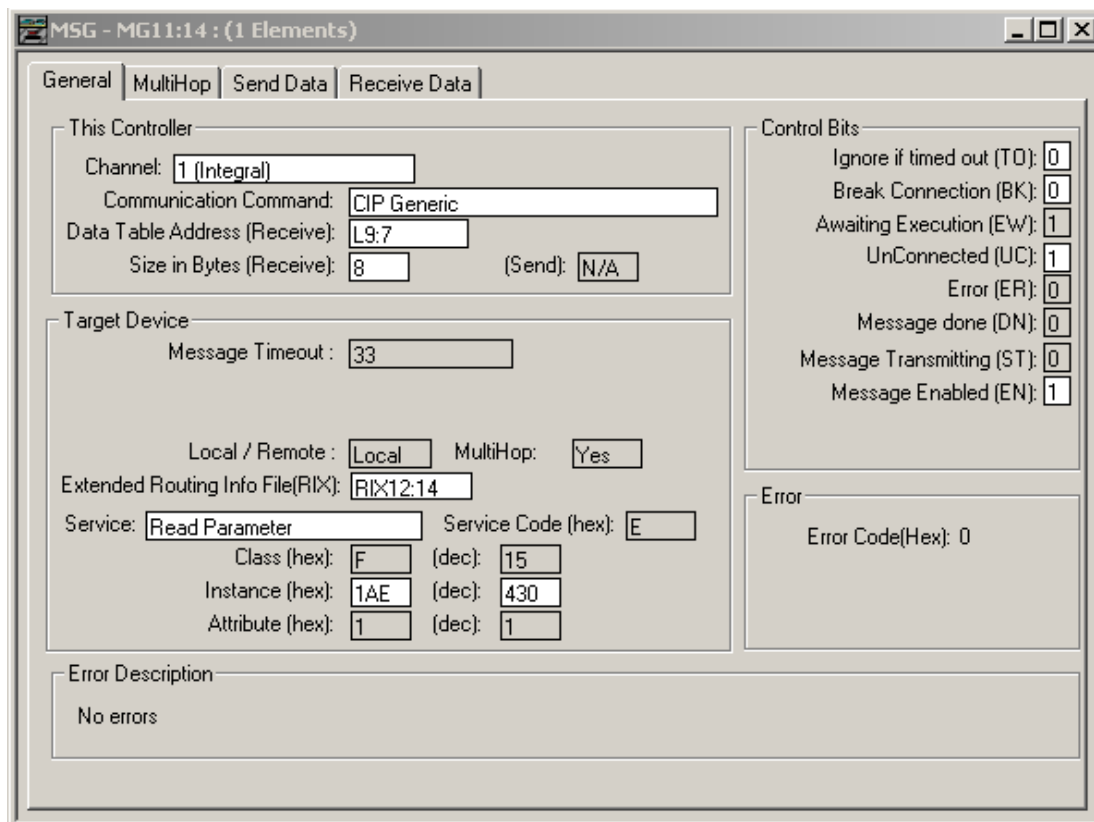 MSG - MG11:14 : (1 Elements)
General MultiHop Send Data Receive Data
This Controller
Channel: 1 (Integral)
Communication Command: CIP Generic
Data Table Address (Receive): L9:7
Size in Bytes (Receive): 8 (Send): N/A
Target Device
Message Timeout : 33
Local / Remote : Local MultiHop: Yes
Extended Routing Info File(RIX): RIX12:14
Service: Read Parameter Service Code (hex): E
Class (hex): F (dec): 15
Instance (hex): 1AE (dec): 430
Attribute (hex): 1 (dec): 1
Control Bits
Ignore if timed out (TO): 0
Break Connection (BK): 0
Awaiting Execution (EW): 1
UnConnected (UC): 1
Error (ER): 0
Message done (DN): 0
Message Transmitting (ST): 0
Message Enabled (EN): 1
Error
Error Code(Hex): 0
Error Description
No errors